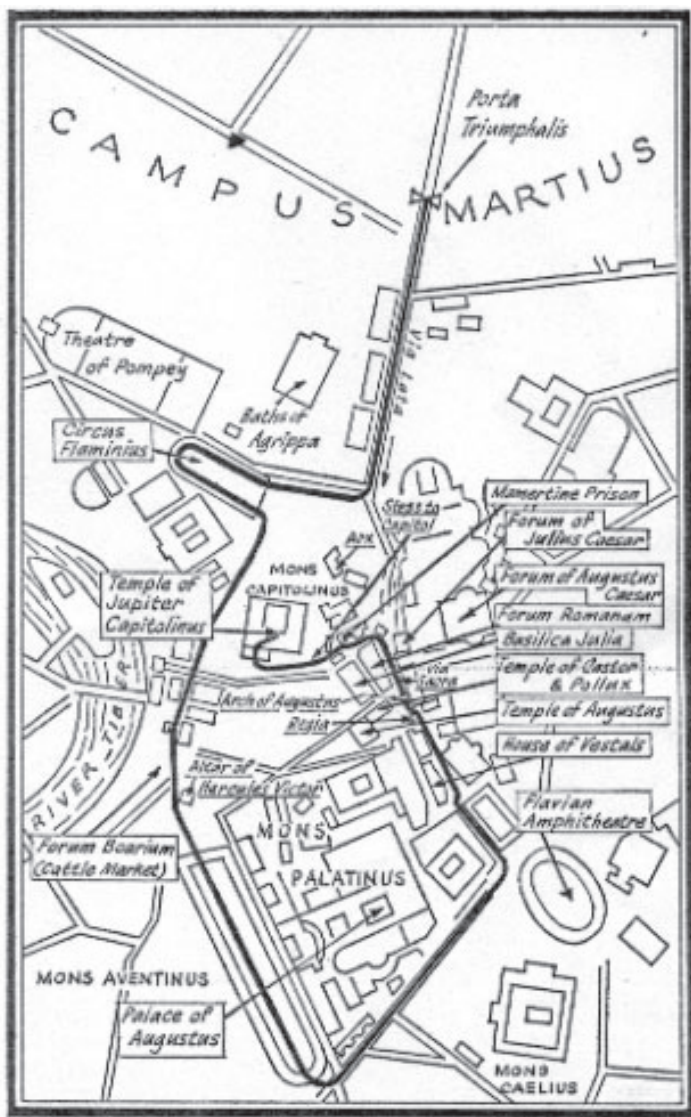 Porta
Triumphalis
CAMPUS MARTIUS
Theatre
of Pompey
Via Lata
Baths of
Agrippa
Circus
Flaminius
Mamertine Prison
Steps to
Capitol
Forum of
Julius Caesar
Arx
MONS
CAPITOLINUS
Forum of Augustus
Caesar
Temple of
Jupiter
Capitolinus
Forum Romanum
Basilica Julia
Via
Sacra
Temple of Castor
& Pollux
Arch of Augustus
Regia
Temple of Augustus
House of Vestals
RIVER TIBER
Altar of
Hercules Victor
Flavian
Amphitheatre
MONS
PALATINUS
Forum Boarium
(Cattle Market)
MONS AVENTINUS
Palace of
Augustus
MONS
CAELIUS